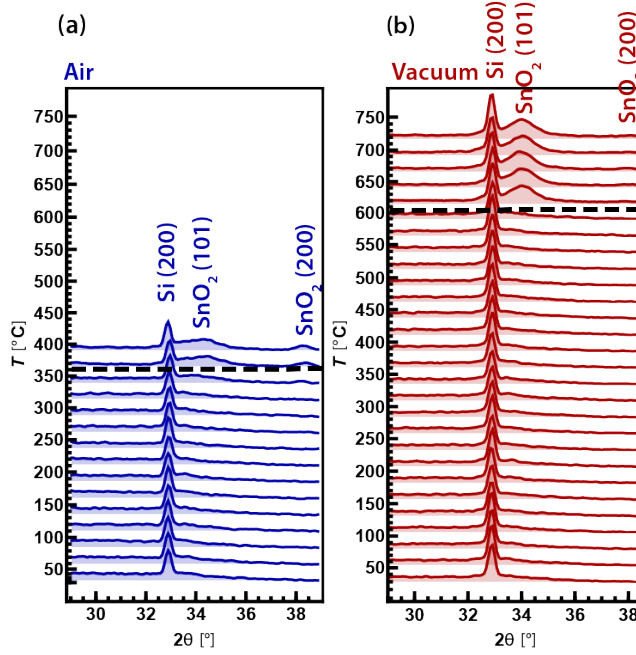 (a)
Air
Si (200)
SnO₂ (101)
SnO₂ (200)
T [°C]
750
700
650
600
550
500
450
400
350
300
250
200
150
100
50
30 32 34 36 38
2θ [°]
(b)
Vacuum
Si (200)
SnO₂ (101)
SnO₂ (200)
T [°C]
750
700
650
600
550
500
450
400
350
300
250
200
150
100
50
30 32 34 36 38
2θ [°]